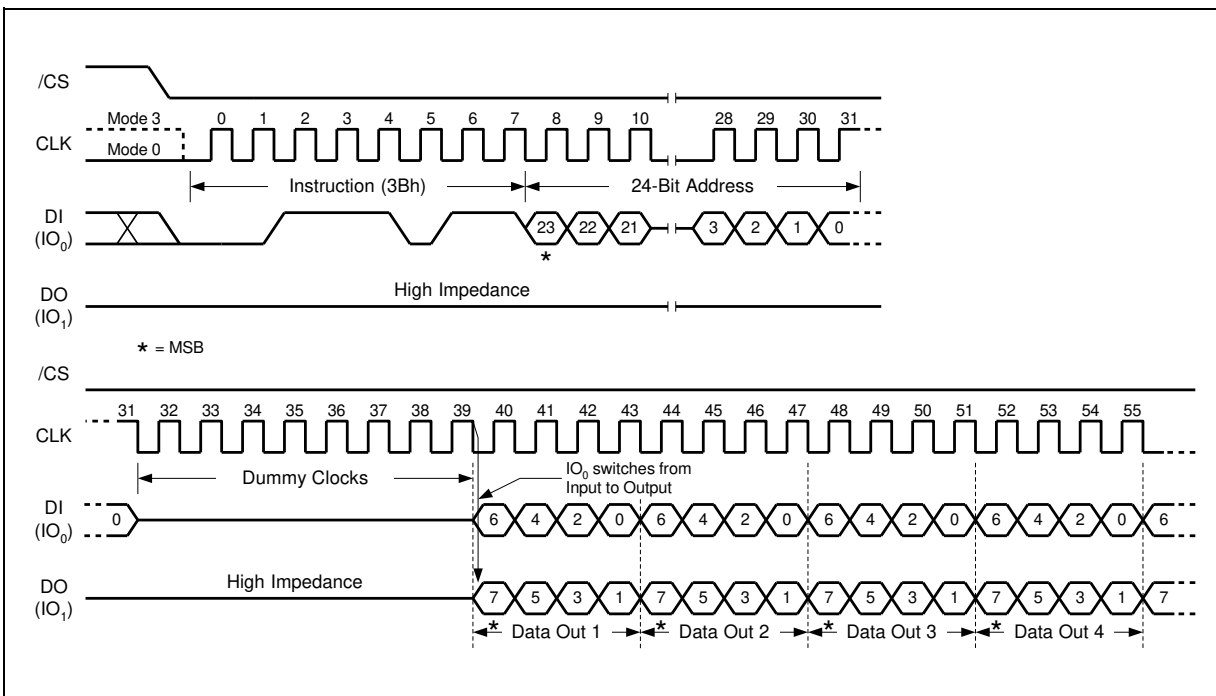 /CS
Mode 3
0 1 2 3 4 5 6 7 8 9 10 28 29 30 31
CLK
Mode 0
Instruction (3Bh) 24-Bit Address
DI
(IO0)
23 22 21 3 2 1 0
*
High Impedance
DO
(IO1)
* = MSB
/CS
31 32 33 34 35 36 37 38 39 40 41 42 43 44 45 46 47 48 49 50 51 52 53 54 55
CLK
Dummy Clocks
IO0 switches from
Input to Output
DI
(IO0)
0 6 4 2 0 6 4 2 0 6 4 2 0 6 4 2 0 6
High Impedance
DO
(IO1)
7 5 3 1 7 5 3 1 7 5 3 1 7 5 3 1 7
* Data Out 1 * Data Out 2 * Data Out 3 * Data Out 4